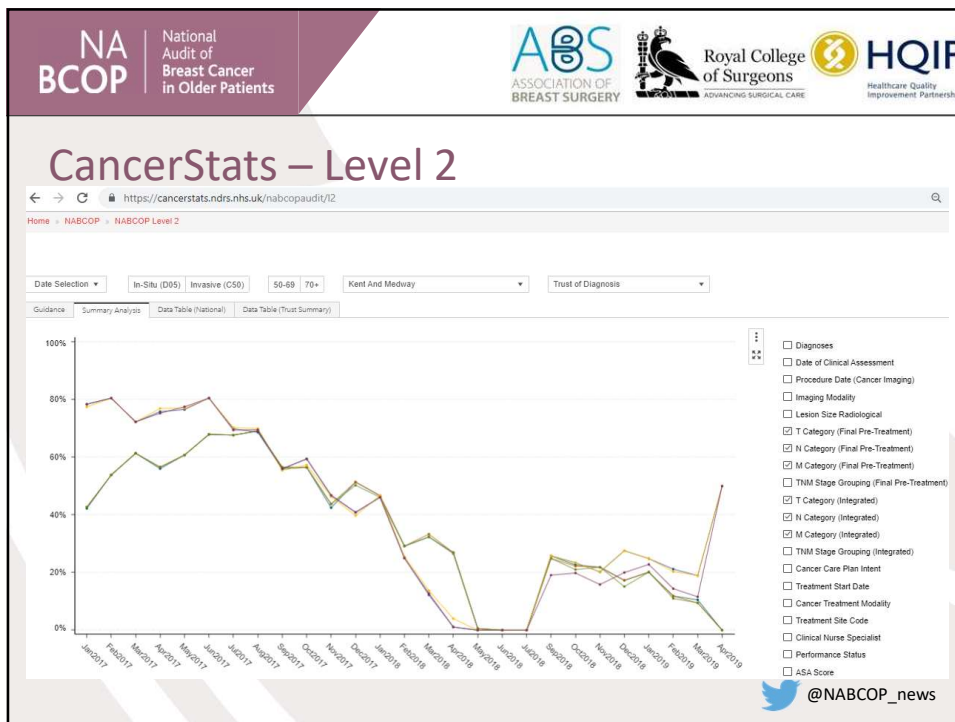 NA
BCOP
National
Audit of
Breast Cancer
in Older Patients
ABS
ASSOCIATION OF
BREAST SURGERY
Royal College
of Surgeons
ADVANCING SURGICAL CARE
HQIP
Healthcare Quality
Improvement Partnersh
CancerStats – Level 2
https://cancerstats.ndrs.nhs.uk/nabcopaudit/l2
Home » NABCOP » NABCOP Level 2
Date Selection ▾ In-Situ (D05) Invasive (C50) 50-69 70+ Kent And Medway ▾ Trust of Diagnosis ▾
Guidance Summary Analysis Data Table (National) Data Table (Trust Summary)
100%
80%
60%
40%
20%
0%
Jan2017 Feb2017 Mar2017 Apr2017 May2017 Jun2017 Jul2017 Aug2017 Sep2017 Oct2017 Nov2017 Dec2017 Jan2018 Feb2018 Mar2018 Apr2018 May2018 Jun2018 Jul2018 Sep2018 Oct2018 Nov2018 Dec2018 Jan2019 Feb2019 Mar2019 Apr2019
Diagnoses
Date of Clinical Assessment
Procedure Date (Cancer Imaging)
Imaging Modality
Lesion Size Radiological
T Category (Final Pre-Treatment)
N Category (Final Pre-Treatment)
M Category (Final Pre-Treatment)
TNM Stage Grouping (Final Pre-Treatment)
T Category (Integrated)
N Category (Integrated)
M Category (Integrated)
TNM Stage Grouping (Integrated)
Cancer Care Plan Intent
Treatment Start Date
Cancer Treatment Modality
Treatment Site Code
Clinical Nurse Specialist
Performance Status
ASA Score
@NABCOP_news